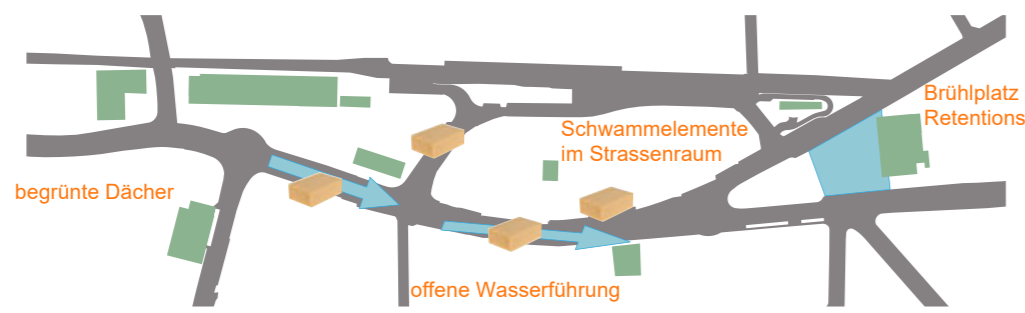 Brühlplatz
Retentions
Schwammelemente
im Strassenraum
begrünte Dächer
offene Wasserführung